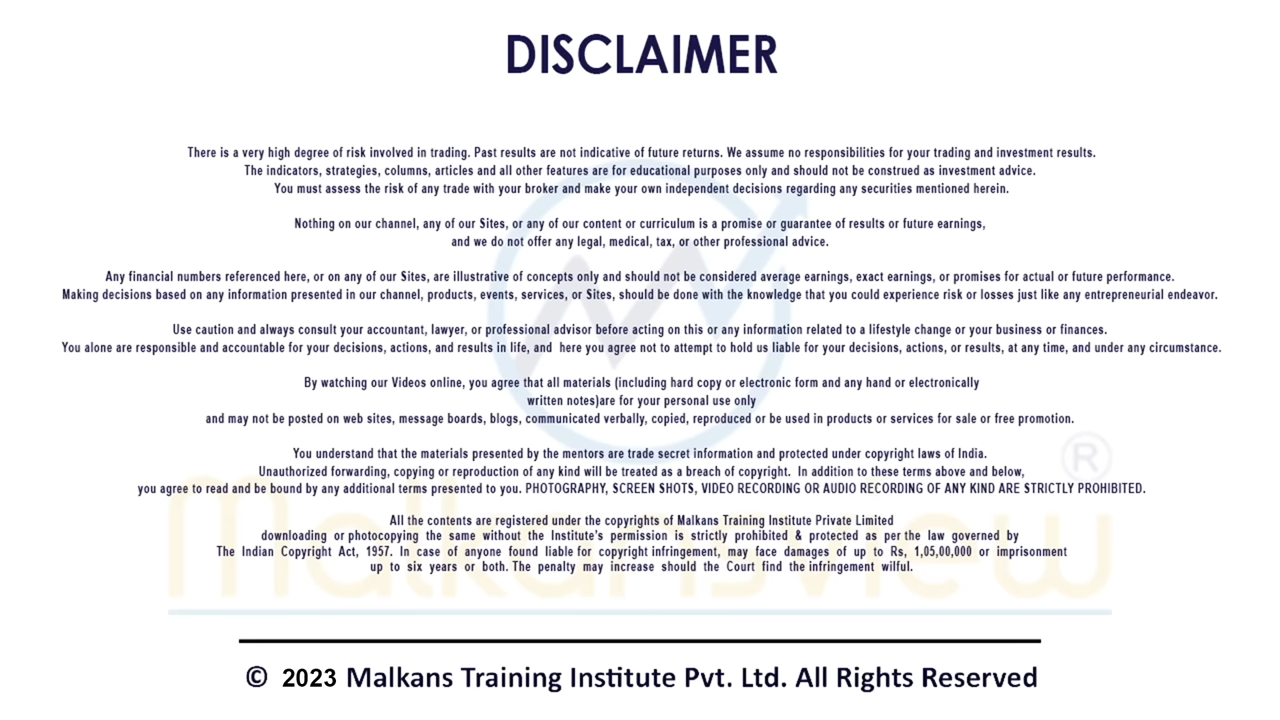 DISCLAIMER
There is a very high degree of risk involved in trading. Past results are not indicative of future returns. We assume no responsibilities for your trading and investment results.
The indicators, strategies, columns, articles and all other features are for educational purposes only and should not be construed as investment advice.
You must assess the risk of any trade with your broker and make your own independent decisions regarding any securities mentioned herein.
Nothing on our channel, any of our Sites, or any of our content or curriculum is a promise or guarantee of results or future earnings,
and we do not offer any legal, medical, tax, or other professional advice.
Any financial numbers referenced here, or on any of our Sites, are illustrative of concepts only and should not be considered average earnings, exact earnings, or promises for actual or future performance.
Making decisions based on any information presented in our channel, products, events, services, or Sites, should be done with the knowledge that you could experience risk or losses just like any entrepreneurial endeavor.
Use caution and always consult your accountant, lawyer, or professional advisor before acting on this or any information related to a lifestyle change or your business or finances.
You alone are responsible and accountable for your decisions, actions, and results in life, and here you agree not to attempt to hold us liable for your decisions, actions, or results, at any time, and under any circumstance.
By watching our Videos online, you agree that all materials (including hard copy or electronic form and any hand or electronically
written notes)are for your personal use only
and may not be posted on web sites, message boards, blogs, communicated verbally, copied, reproduced or be used in products or services for sale or free promotion.
You understand that the materials presented by the mentors are trade secret information and protected under copyright laws of India.
Unauthorized forwarding, copying or reproduction of any kind will be treated as a breach of copyright. In addition to these terms above and below,
you agree to read and be bound by any additional terms presented to you. PHOTOGRAPHY, SCREEN SHOTS, VIDEO RECORDING OR AUDIO RECORDING OF ANY KIND ARE STRICTLY PROHIBITED.
All the contents are registered under the copyrights of Malkans Training Institute Private Limited
downloading or photocopying the same without the Institute's permission is strictly prohibited & protected as per the law governed by
The Indian Copyright Act, 1957. In case of anyone found liable for copyright infringement, may face damages of up to Rs, 1,05,00,000 or imprisonment
up to six years or both. The penalty may increase should the Court find the infringement wilful.
Malkansview ®
© 2023 Malkans Training Institute Pvt. Ltd. All Rights Reserved